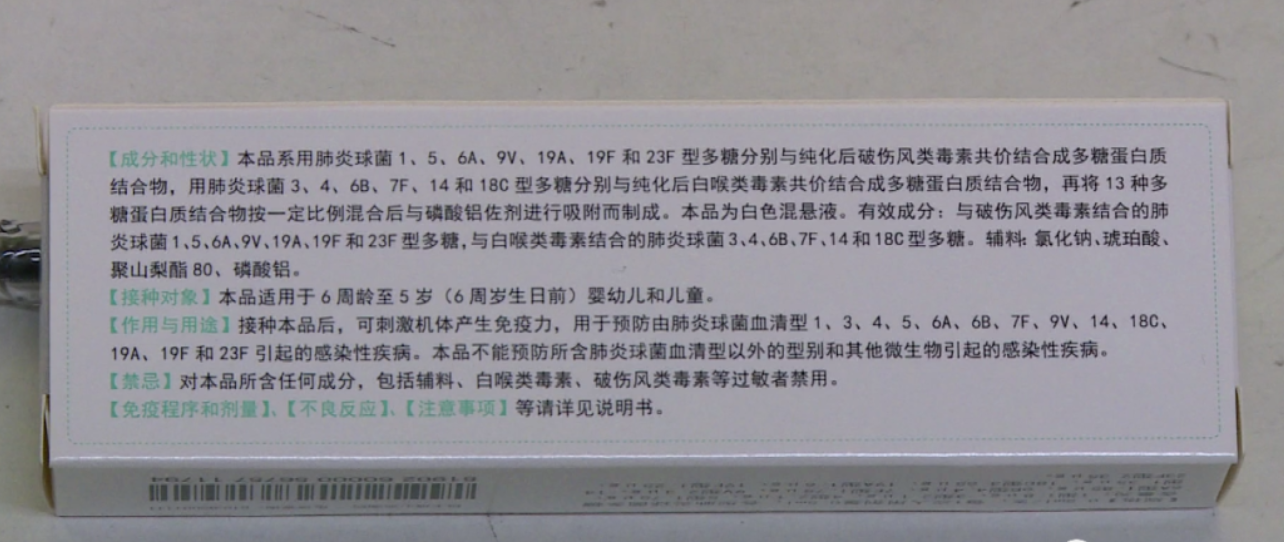 【成分和性状】本品系用肺炎球菌1、5、6A、9V、19A、19F 和 23F 型多糖分别与纯化后破伤风类毒素共价结合成多糖蛋白质
结合物，用肺炎球菌3、4、6B、7F、14 和 18C 型多糖分别与纯化后白喉类毒素共价结合成多糖蛋白质结合物，再将 13 种多
糖蛋白质结合物按一定比例混合后与磷酸铝佐剂进行吸附而制成。本品为白色混悬液。有效成分：与破伤风类毒素结合的肺
炎球菌1、5、6A、9V、19A、19F 和 23F 型多糖，与白喉类毒素结合的肺炎球菌3、4、6B、7F、14 和 18C 型多糖。辅料：氯化钠、琥珀酸、
聚山梨酯 80、磷酸铝。
【接种对象】本品适用于 6 周龄至 5 岁（6 周岁生日前）婴幼儿和儿童。
【作用与用途】接种本品后，可刺激机体产生免疫力，用于预防由肺炎球菌血清型 1、3、4、5、6A、6B、7F、9V、14、18C、
19A、19F 和 23F 引起的感染性疾病。本品不能预防所含肺炎球菌血清型以外的型别和其他微生物引起的感染性疾病。
【禁忌】对本品所含任何成分，包括辅料、白喉类毒素、破伤风类毒素等过敏者禁用。
【免疫程序和剂量】、【不良反应】、【注意事项】等请详见说明书。